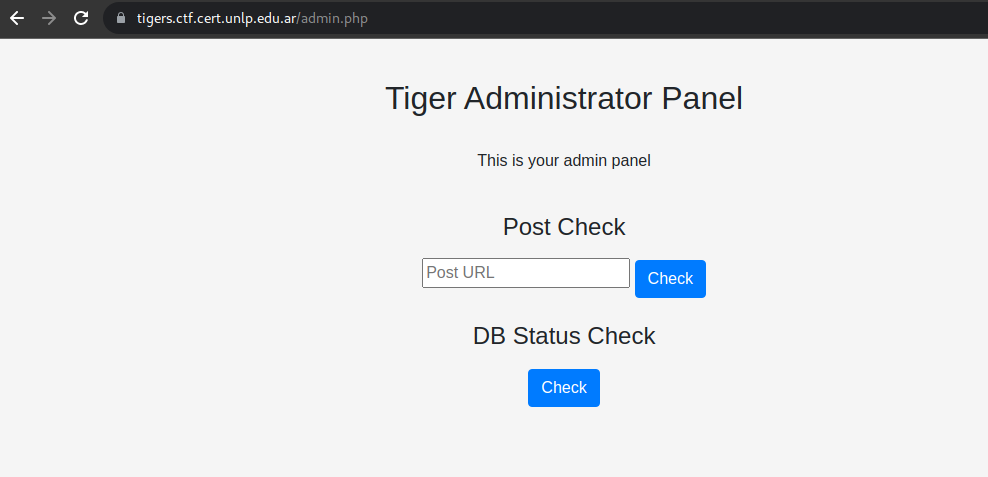 tigers.ctf.cert.unlp.edu.ar/admin.php
Tiger Administrator Panel
This is your admin panel
Post Check
Post URL Check
DB Status Check
Check